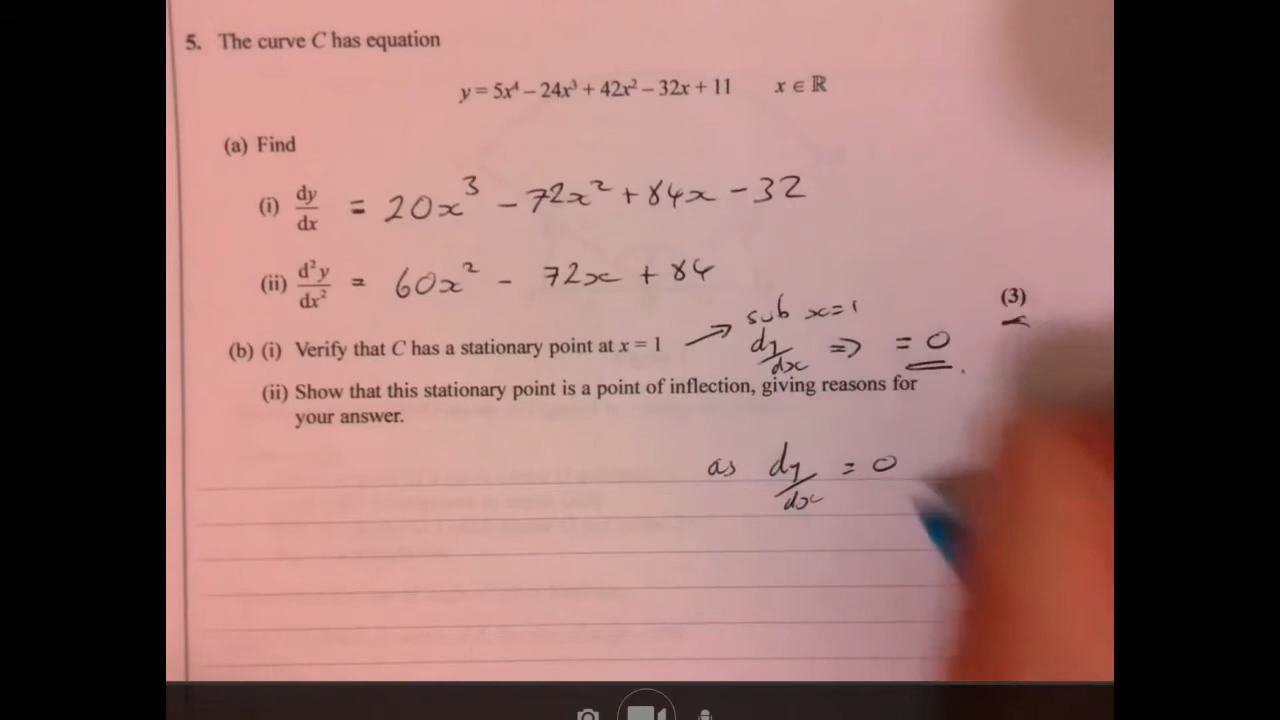 5. The curve C has equation
y = 5x⁴ – 24x³ + 42x² – 32x + 11 x ∈ ℝ
(a) Find
(i) dy/dx = 20x³ – 72x² + 84x – 32
(ii) d²y/dx² = 60x² – 72x + 84
(3)
sub x=1
(b) (i) Verify that C has a stationary point at x = 1 → dy/dx ⇒ = 0.
(ii) Show that this stationary point is a point of inflection, giving reasons for
your answer.
as dy/dx = 0